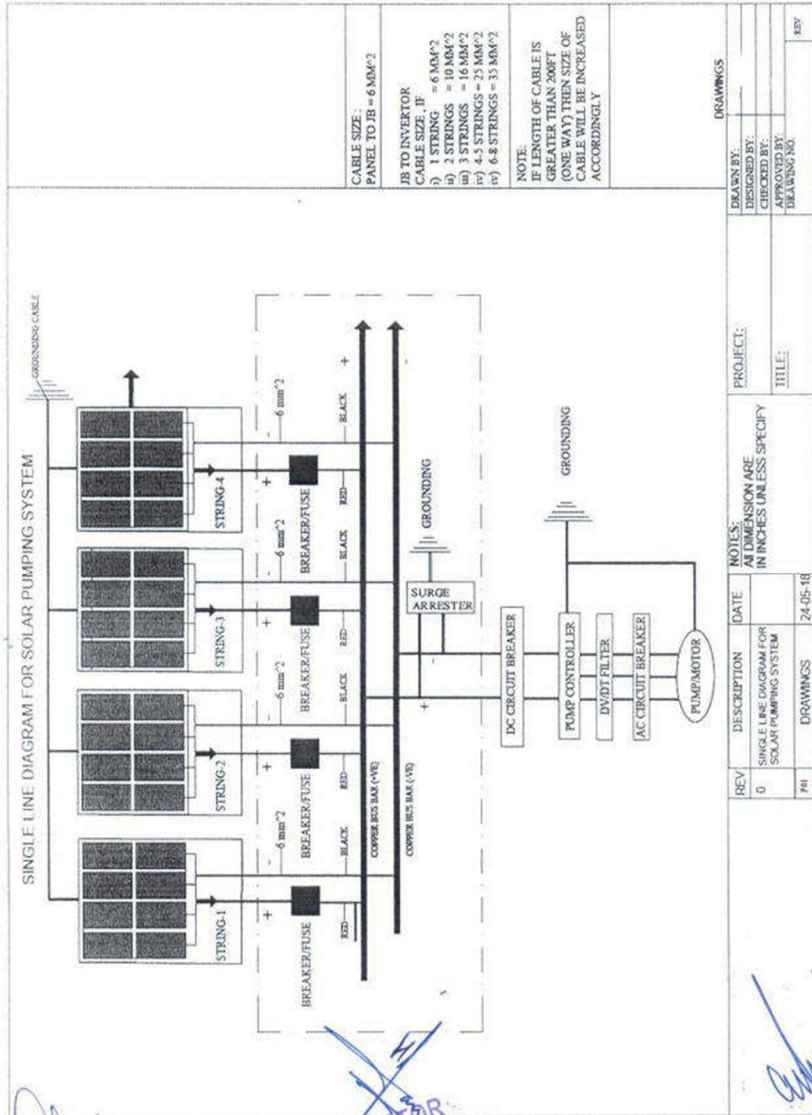 SINGLE LINE DIAGRAM FOR SOLAR PUMPING SYSTEM
GROUNDING CABLE
STRING-1
STRING-2
STRING-3
STRING-4
+
-
6 mm^2
+
-
6 mm^2
+
-
6 mm^2
+
-
6 mm^2
BREAKER/FUSE
BREAKER/FUSE
BREAKER/FUSE
BREAKER/FUSE
RED
BLACK
RED
BLACK
RED
BLACK
RED
BLACK
COPPER BUS BAR (+VE)
+
COPPER BUS BAR (-VE)
-
+
-
SURGE
ARRESTER
GROUNDING
DC CIRCUIT BREAKER
PUMP CONTROLLER
GROUNDING
DV/DT FILTER
AC CIRCUIT BREAKER
PUMP/MOTOR
CABLE SIZE :
PANEL TO JB = 6 MM^2
JB TO INVERTOR
CABLE SIZE , IF
i) 1 STRING = 6 MM^2
ii) 2 STRINGS = 10 MM^2
iii) 3 STRINGS = 16 MM^2
iv) 4-5 STRINGS = 25 MM^2
iv) 6-8 STRINGS = 35 MM^2
NOTE:
IF LENGTH OF CABLE IS
GREATER THAN 200FT
(ONE WAY) THEN SIZE OF
CABLE WILL BE INCREASED
ACCORDINGLY
DRAWINGS
REV
DESCRIPTION
DATE
0
SINGLE LINE DIAGRAM FOR
SOLAR PUMPING SYSTEM
P01
DRAWINGS
24-05-18
NOTES:
All DIMENSION ARE
IN INCHES UNLESS SPECIFY
PROJECT:
TITLE:
DRAWN BY:
DESIGNED BY:
CHECKED BY:
APPROVED BY:
DRAWING NO.
REV